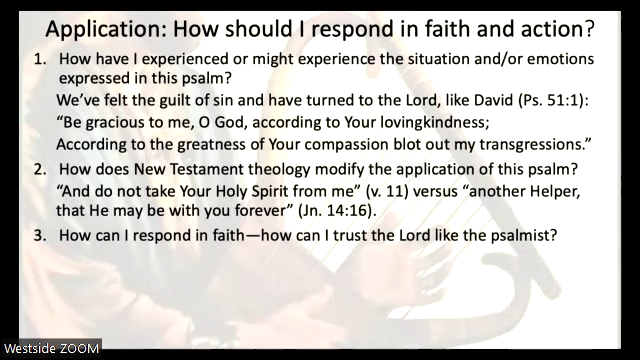 Application: How should I respond in faith and action?
1. How have I experienced or might experience the situation and/or emotions
expressed in this psalm?
We’ve felt the guilt of sin and have turned to the Lord, like David (Ps. 51:1):
“Be gracious to me, O God, according to Your lovingkindness;
According to the greatness of Your compassion blot out my transgressions.”
2. How does New Testament theology modify the application of this psalm?
“And do not take Your Holy Spirit from me” (v. 11) versus “another Helper,
that He may be with you forever” (Jn. 14:16).
3. How can I respond in faith—how can I trust the Lord like the psalmist?
Westside ZOOM